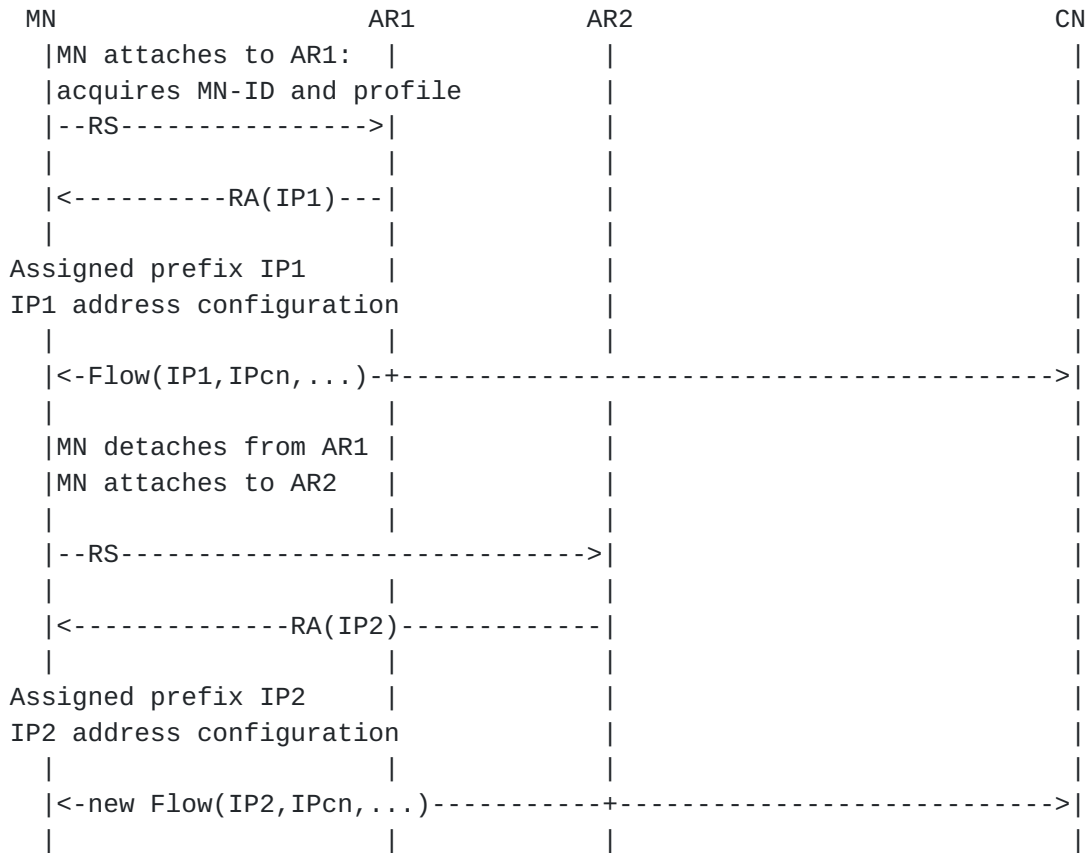 MN                     AR1           AR2                         CN
|MN attaches to AR1:  |             |                            |
|acquires MN-ID and profile         |                            |
|--RS---------------->|             |                            |
|                     |             |                            |
|<----------RA(IP1)---|             |                            |
|                     |             |                            |
Assigned prefix IP1     |             |                            |
IP1 address configuration             |                            |
|                     |             |                            |
|<-Flow(IP1,IPcn,...)-+------------------------------------------>|
|                     |             |                            |
|MN detaches from AR1 |             |                            |
|MN attaches to AR2   |             |                            |
|                     |             |                            |
|--RS------------------------------>|                            |
|                     |             |                            |
|<--------------RA(IP2)-------------|                            |
|                     |             |                            |
Assigned prefix IP2     |             |                            |
IP2 address configuration             |                            |
|                     |             |                            |
|<-new Flow(IP2,IPcn,...)-----------+---------------------------->|
|                     |             |                            |